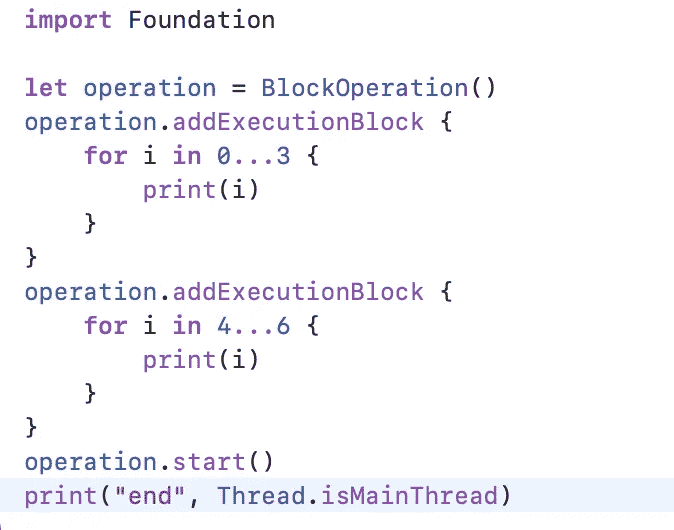 import Foundation

let operation = BlockOperation()
operation.addExecutionBlock {
    for i in 0...3 {
        print(i)
    }
}
operation.addExecutionBlock {
    for i in 4...6 {
        print(i)
    }
}
operation.start()
print("end", Thread.isMainThread)